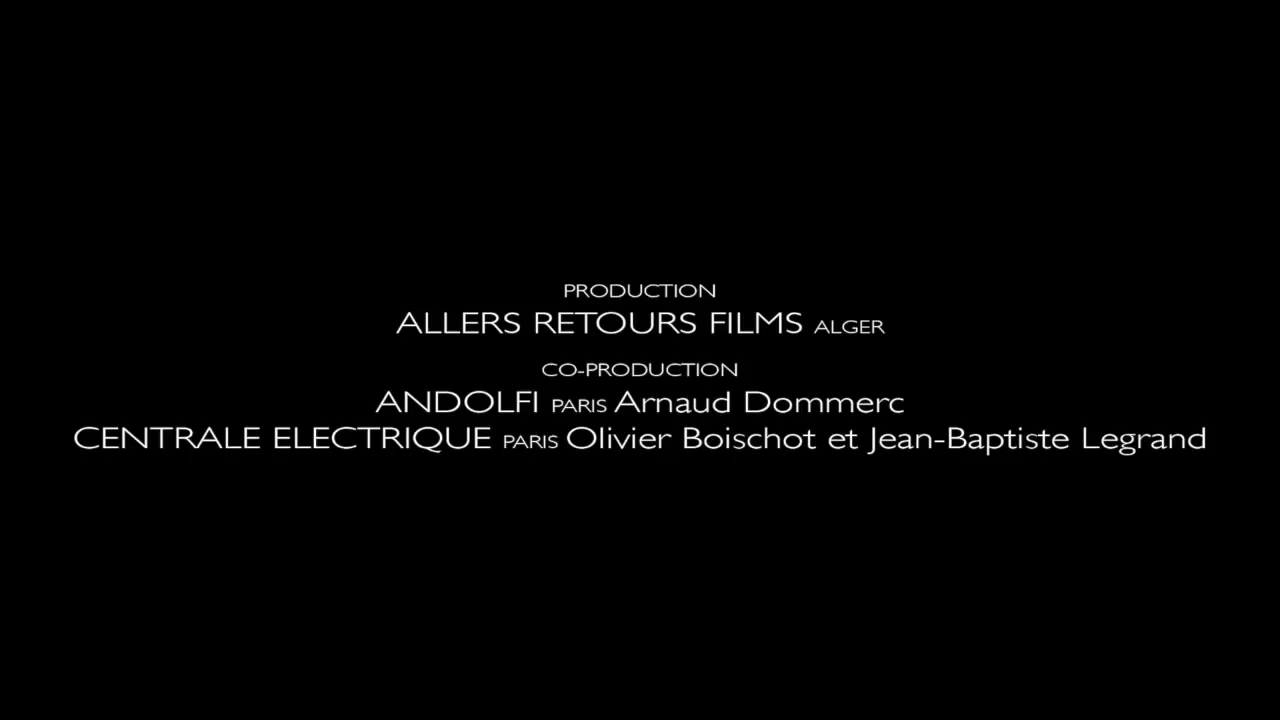 PRODUCTION
ALLERS RETOURS FILMS ALGER
CO-PRODUCTION
ANDOLFI PARIS Arnaud Dommerc
CENTRALE ELECTRIQUE PARIS Olivier Boischot et Jean-Baptiste Legrand